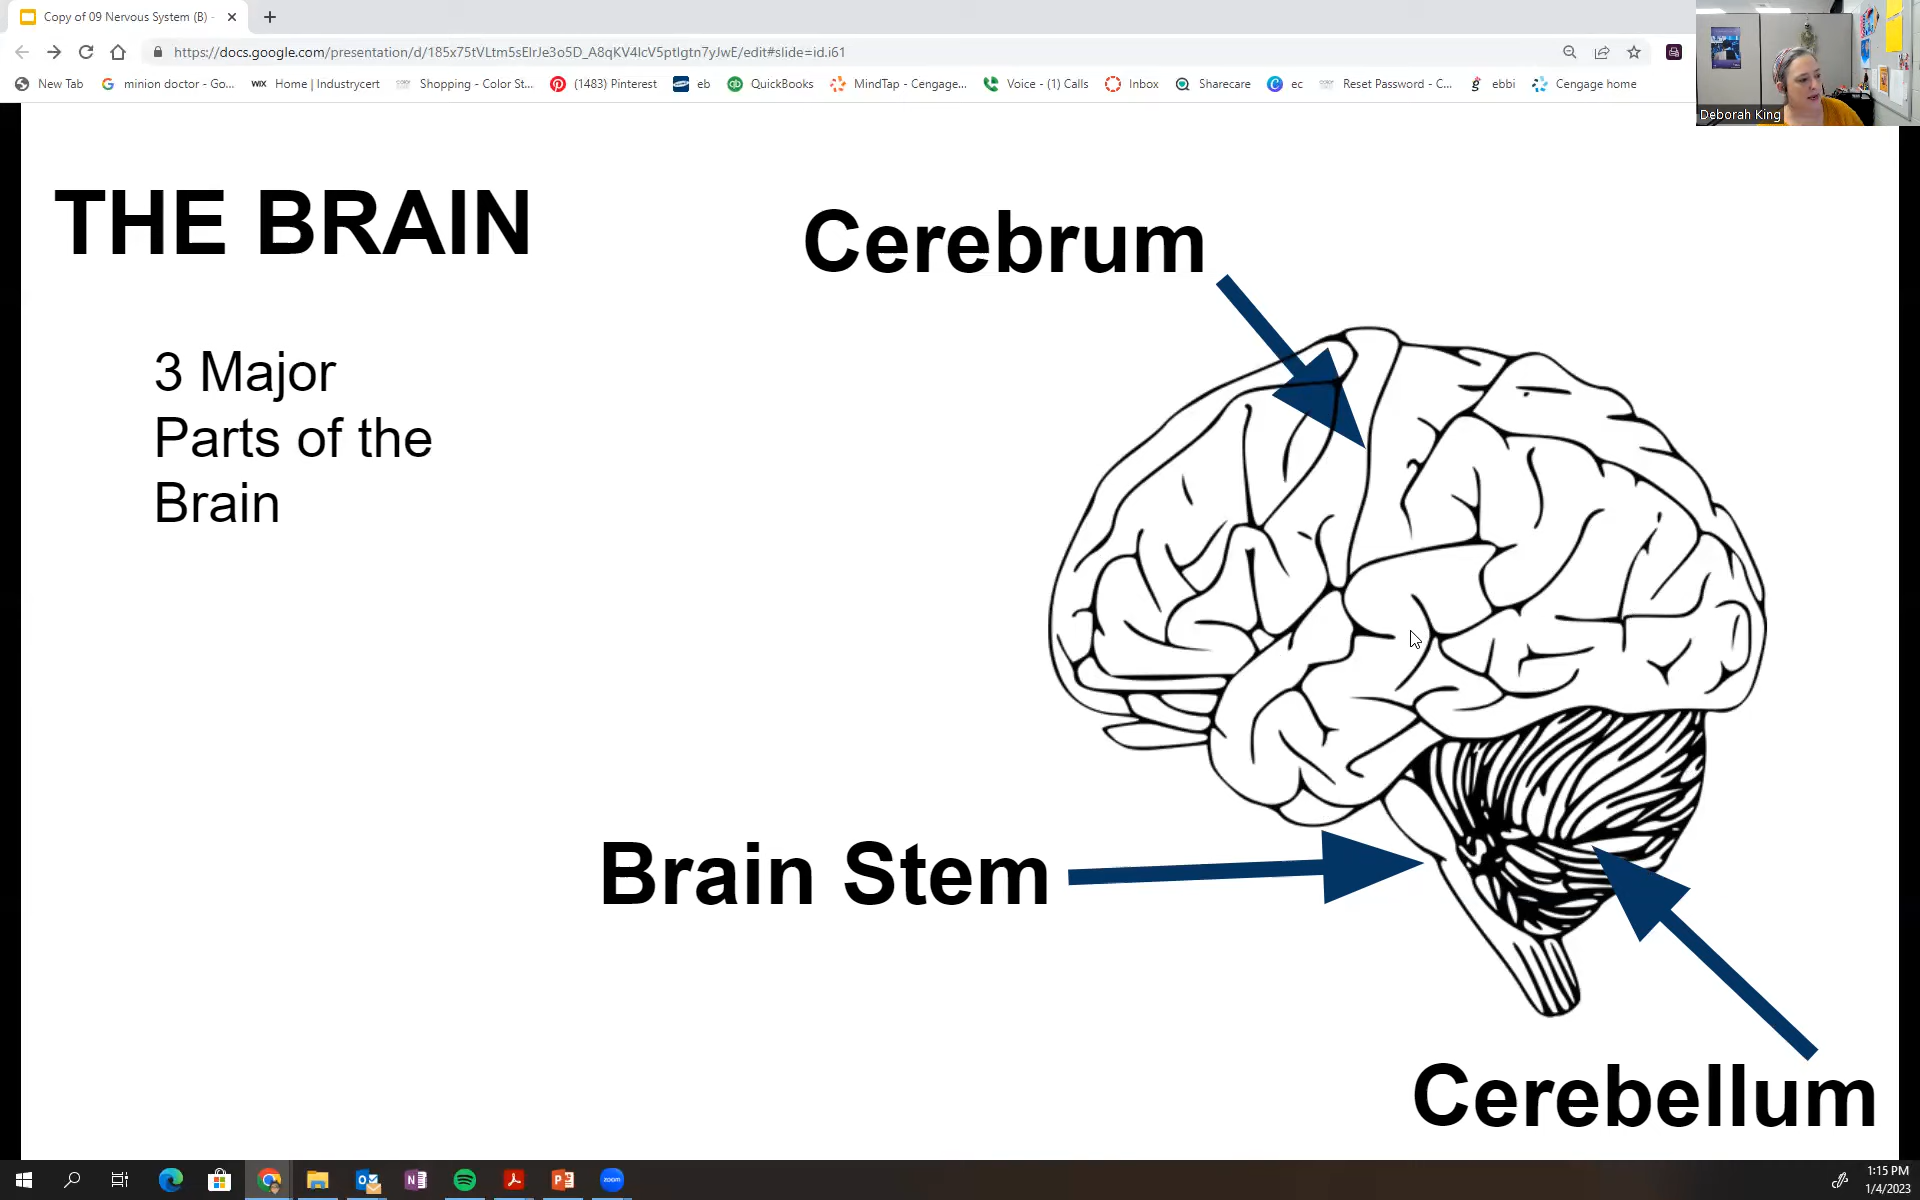 Copy of 09 Nervous System (B) -
https://docs.google.com/presentation/d/185x75tVLtm5sEIrJe3o5D_A8qKV4IcV5ptIgtn7yJwE/edit#slide=id.i61
New Tab
minion doctor - Go...
WIX Home | Industrycert
Shopping - Color St...
(1483) Pinterest
eb
QuickBooks
MindTap - Cengage...
Voice - (1) Calls
Inbox
Sharecare
ec
Reset Password - C...
ebbi
Cengage home
Deborah King
THE BRAIN
Cerebrum
3 Major
Parts of the
Brain
Brain Stem
Cerebellum
zoom
1:15 PM
1/4/2023